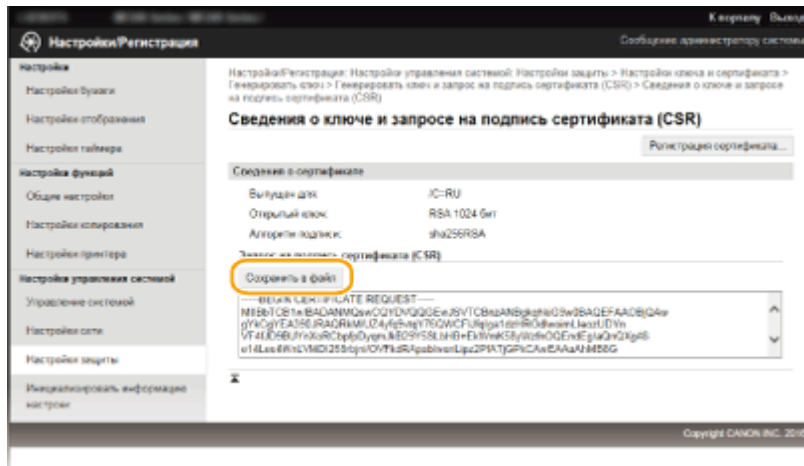 К порталу Выход
Настройки/Регистрация
Сообщение администратору системы
Настройка
Настройки бумаги
Настройки отображения
Настройки таймера
Настройки функций
Общие настройки
Настройки копирования
Настройки принтера
Настройки управления системой
Управление системой
Настройки сети
Настройки защиты
Инициализировать информацию
настроек
Настройки/Регистрация: Настройки управления системой: Настройки защиты > Настройки ключа и сертификата >
Генерировать ключ > Генерировать ключ и запрос на подпись сертификата (CSR) > Сведения о ключе и запросе
на подпись сертификата (CSR)
Сведения о ключе и запросе на подпись сертификата (CSR)
Регистрация сертификата...
Сведения о сертификате
Выпущен для: /C=RU
Открытый ключ: RSA 1024 бит
Алгоритм подписи: sha256RSA
Запрос на подпись сертификата (CSR)
Сохранить в файл
-----BEGIN CERTIFICATE REQUEST-----
Copyright CANON INC. 2016